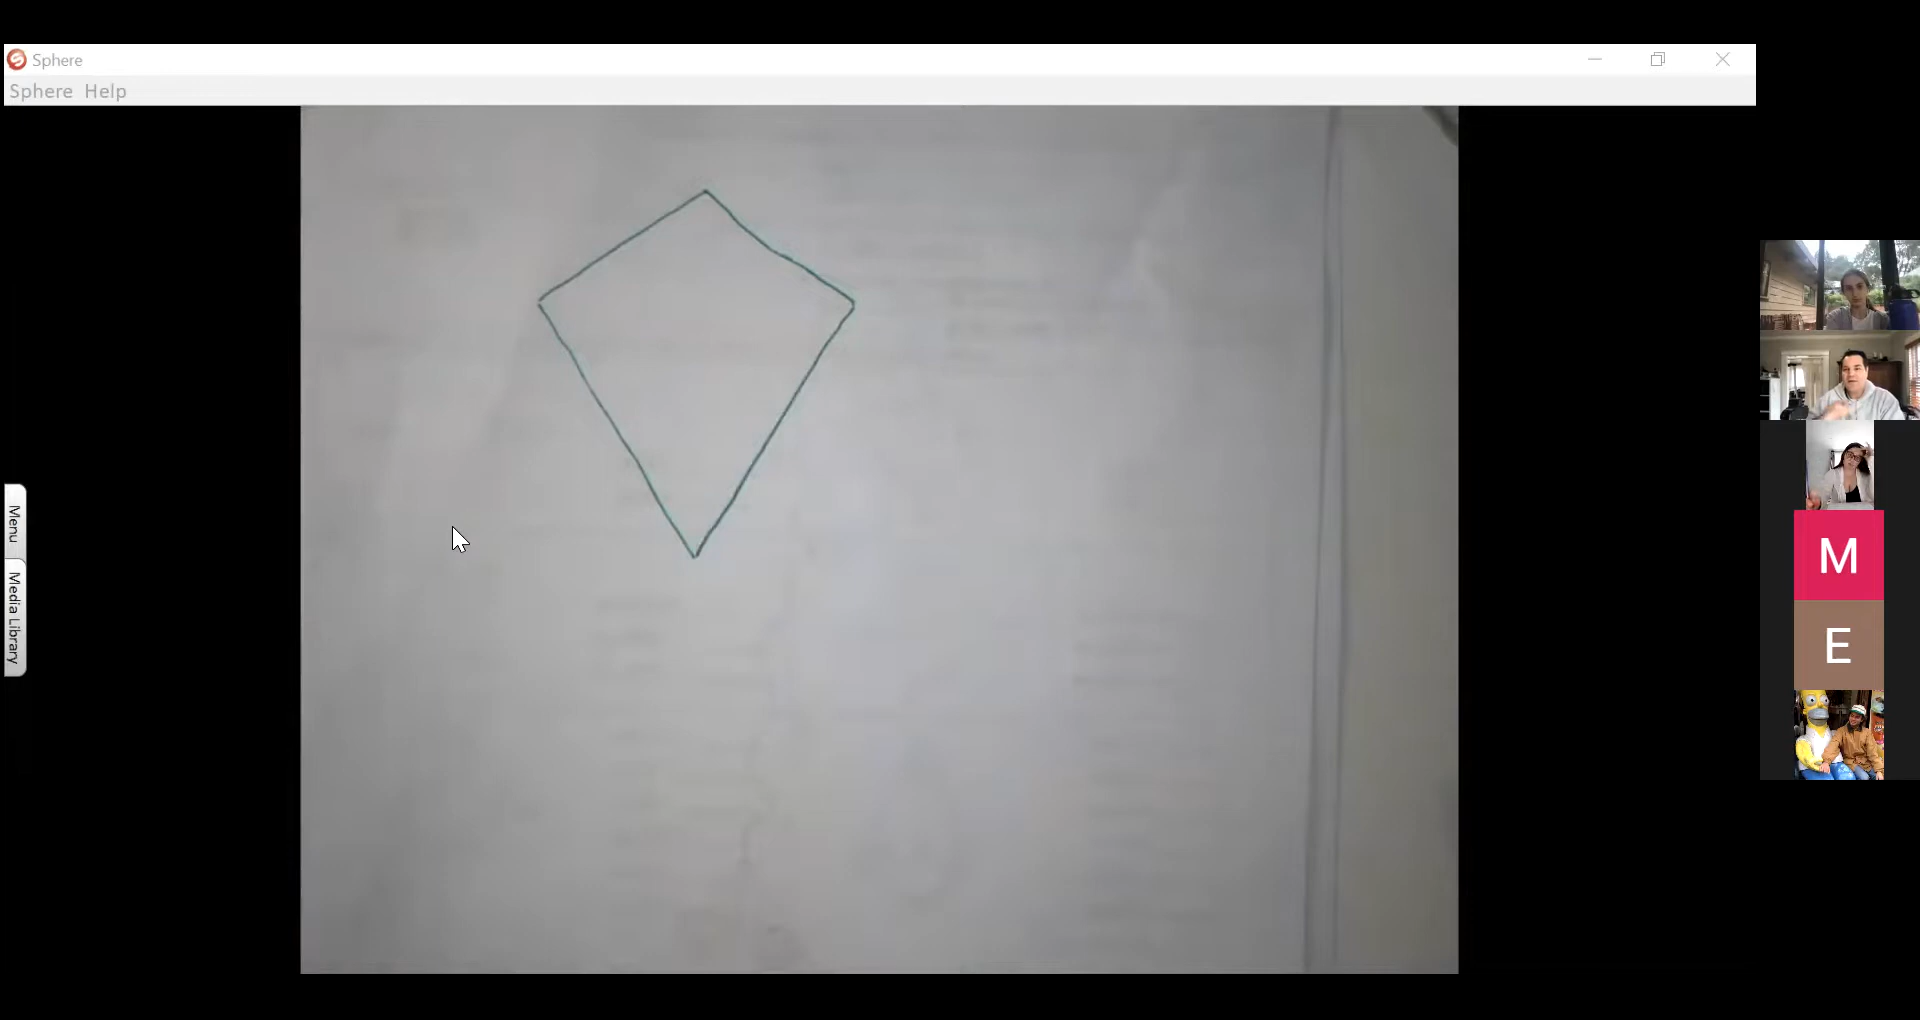 Sphere
Sphere Help
Menu
Media Library
M
E